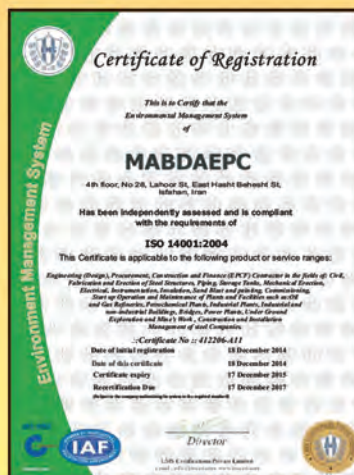 Certificate of Registration
This is to Certify that the
Environmental Management System
of
MABDAEPC
4th floor, No 28, Lahoor St, East Hasht Behesht St,
Isfahan, Iran
Has been independently assessed and is compliant
with the requirements of
ISO 14001:2004
This Certificate is applicable to the following product or service ranges:
Engineering (Design), Procurement, Construction and Finance (EPCF) Contractor in the fields of: Civil,
Fabrication and Erection of Steel Structures, Piping, Storage Tanks, Mechanical Erection,
Electrical, Instrumentation, Insulation, Sand Blast and painting, Commissioning,
Start up Operation and Maintenance of Plants and Facilities such as:Oil
and Gas Refineries, Petrochemical Plants, Industrial Plants, Industrial and
non-industrial Buildings, Bridges, Power Plants, Under Ground
Exploration and Mine's Work, Construction and Installation
Management of steel Companies
.:Certificate No :: 412206-A11
Date of initial registration 18 December 2014
Date of this certificate 18 December 2014
Certificate expiry 17 December 2015
Recertification Due 17 December 2017
Director
Environment Management System
IAF